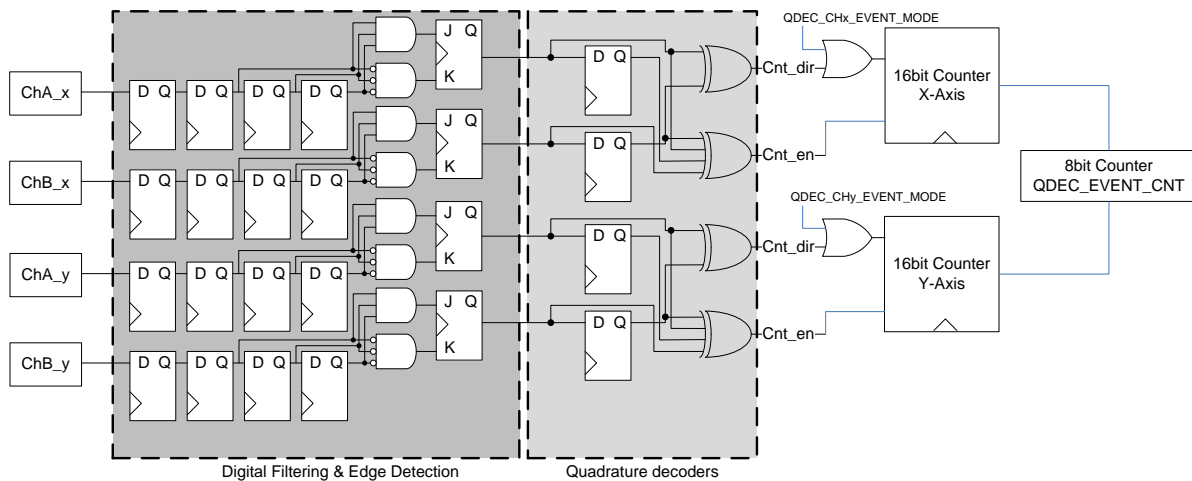 QDEC_CHx_EVENT_MODE
J Q
K
ChA_x
D Q D Q D Q D Q
D Q
Cnt_dir
16bit Counter
X-Axis
J Q
K
ChB_x
D Q D Q D Q D Q
D Q
Cnt_en
8bit Counter
QDEC_EVENT_CNT
QDEC_CHy_EVENT_MODE
J Q
K
ChA_y
D Q D Q D Q D Q
D Q
Cnt_dir
16bit Counter
Y-Axis
J Q
K
ChB_y
D Q D Q D Q D Q
D Q
Cnt_en
Digital Filtering & Edge Detection
Quadrature decoders